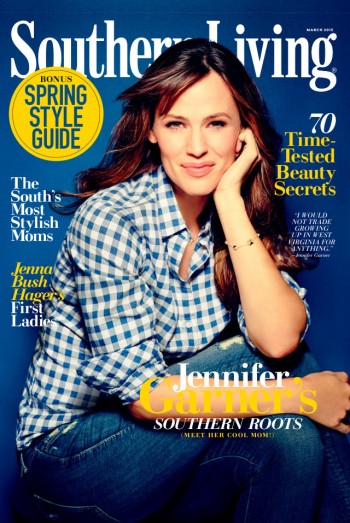 MARCH 2015
Southern Living
BONUS
SPRING
STYLE
GUIDE
70
Time-
Tested
Beauty
Secrets
The
South's
Most
Stylish
Moms
"I WOULD
NOT TRADE
GROWING
UP IN WEST
VIRGINIA FOR
ANYTHING."
—Jennifer Garner
Jenna
Bush
Hager's
First
Ladies
Jennifer
Garner's
SOUTHERN ROOTS
(MEET HER COOL MOM!)